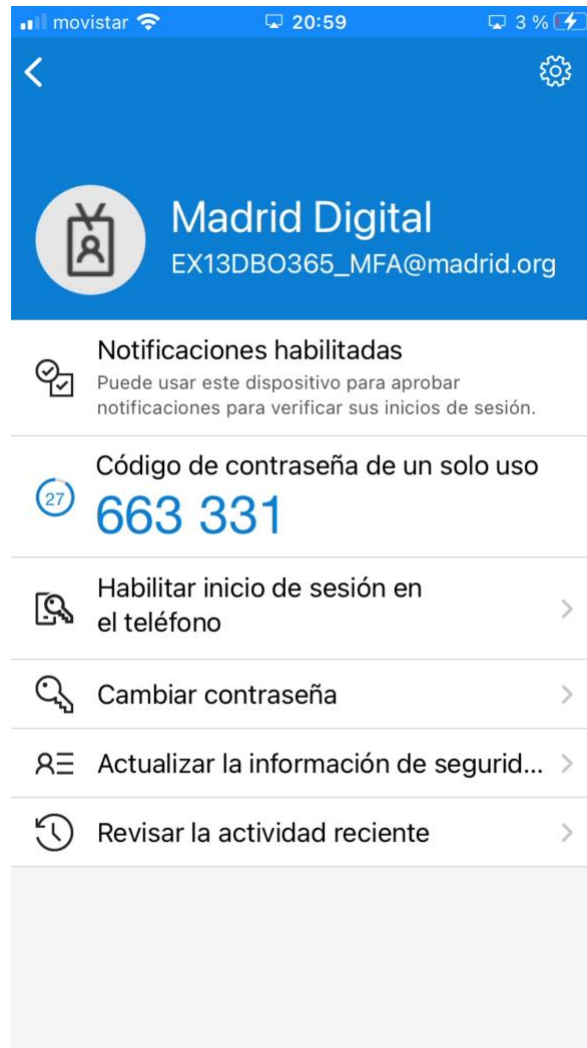 movistar 20:59 3 %
Madrid Digital
EX13DBO365_MFA@madrid.org
Notificaciones habilitadas
Puede usar este dispositivo para aprobar
notificaciones para verificar sus inicios de sesión.
Código de contraseña de un solo uso
27
663 331
Habilitar inicio de sesión en
el teléfono
Cambiar contraseña
Actualizar la información de segurid...
Revisar la actividad reciente